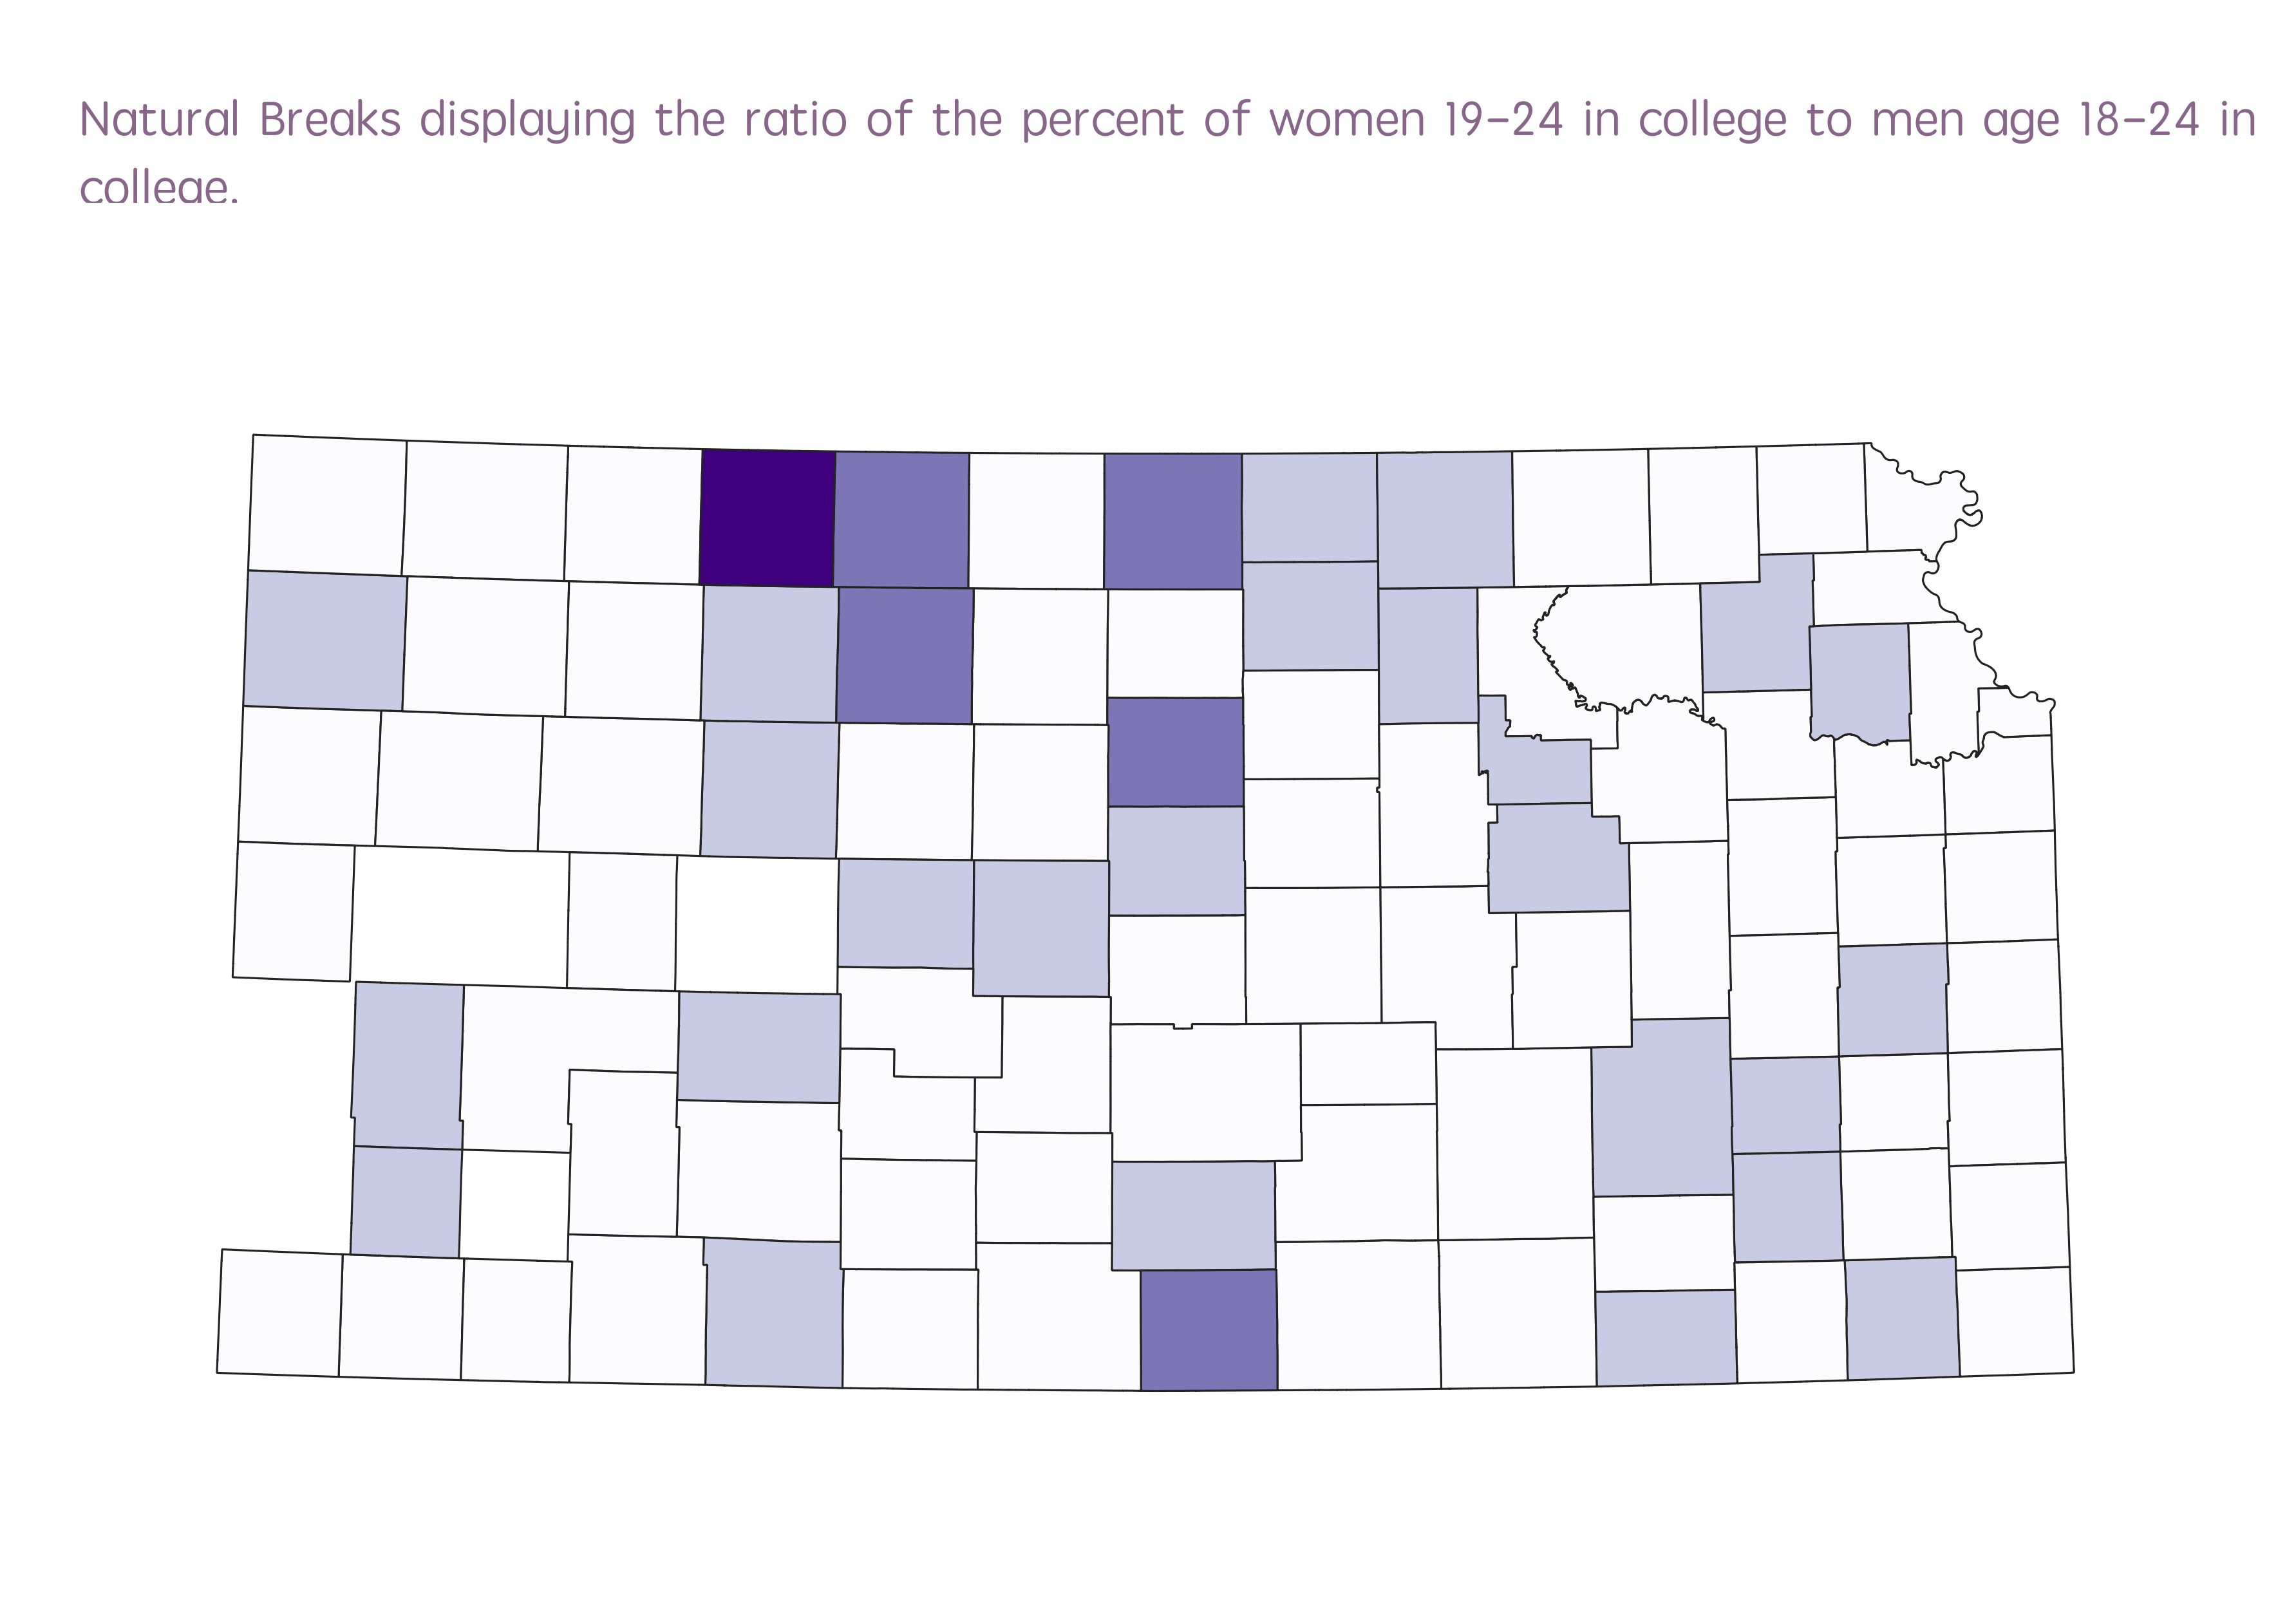 Natural Breaks displaying the ratio of the percent of women 19-24 in college to men age 18-24 in
college.